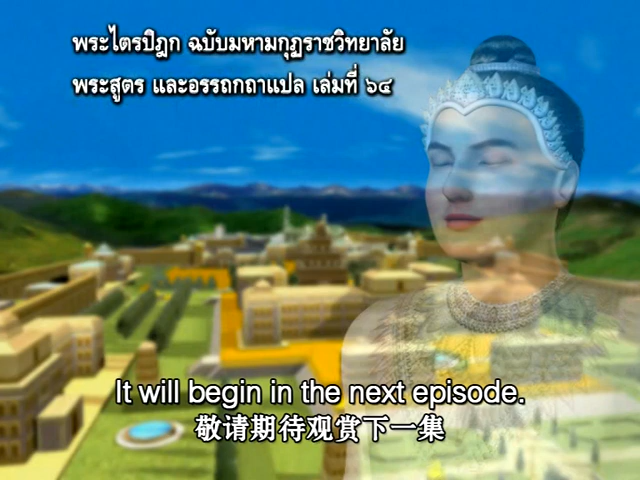 พระไตรปิฎก ฉบับมหามกุฏราชวิทยาลัย
พระสูตร และอรรถกถาแปล เล่มที่ ๖๔
It will begin in the next episode.
敬请期待观赏下一集